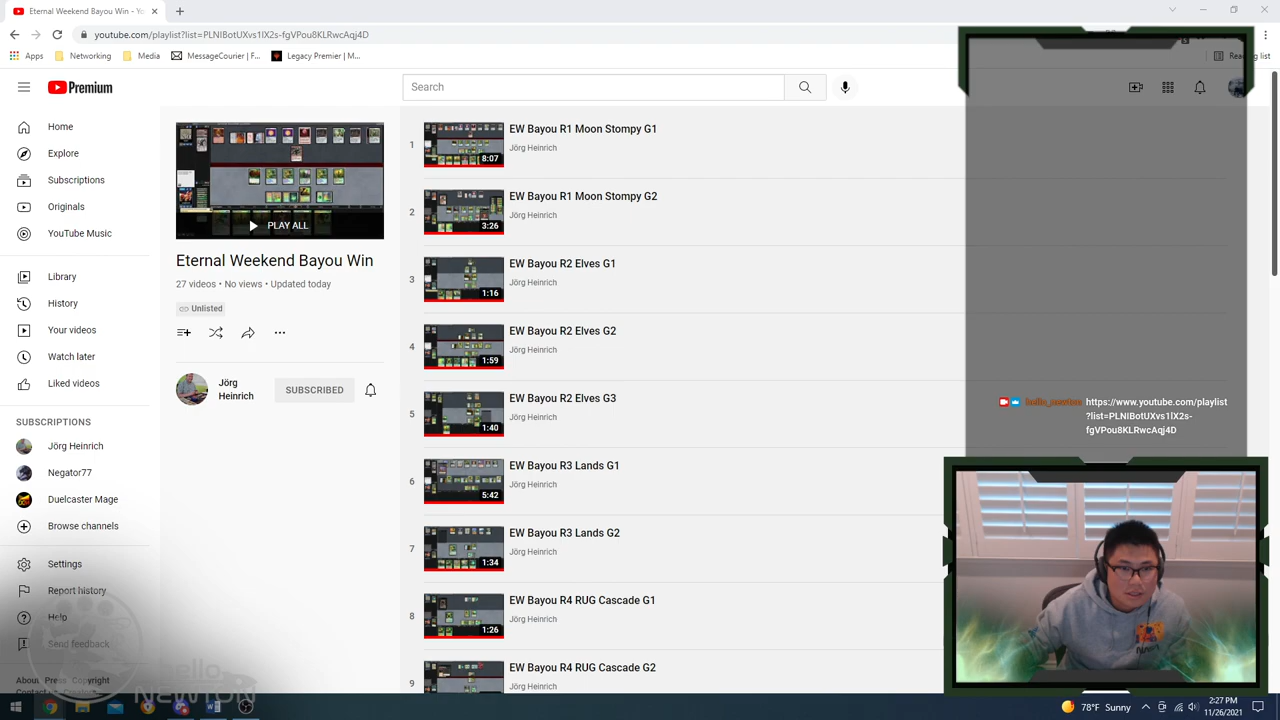 Eternal Weekend Bayou Win - Yo
youtube.com/playlist?list=PLNIBotUXvs1lX2s-fgVPou8KLRwcAqj4D
Apps Networking Media MessageCourier | F... Legacy Premier | M... Reading list
Premium
Search
Home
Explore
Subscriptions
Originals
YouTube Music
Library
History
Your videos
Watch later
Liked videos
SUBSCRIPTIONS
Jörg Heinrich
Negator77
Duelcaster Mage
Browse channels
Settings
Report history
Help
Send feedback
About Press Copyright
Contact
PLAY ALL
Eternal Weekend Bayou Win
27 videos • No views • Updated today
Unlisted
Jörg
Heinrich
SUBSCRIBED
1
8:07
EW Bayou R1 Moon Stompy G1
Jörg Heinrich
2
3:26
EW Bayou R1 Moon Stompy G2
Jörg Heinrich
3
1:16
EW Bayou R2 Elves G1
Jörg Heinrich
4
1:59
EW Bayou R2 Elves G2
Jörg Heinrich
5
1:40
EW Bayou R2 Elves G3
Jörg Heinrich
6
5:42
EW Bayou R3 Lands G1
Jörg Heinrich
7
1:34
EW Bayou R3 Lands G2
Jörg Heinrich
8
1:26
EW Bayou R4 RUG Cascade G1
Jörg Heinrich
9
EW Bayou R4 RUG Cascade G2
Jörg Heinrich
hello_newton https://www.youtube.com/playlist
?list=PLNIBotUXvs1lX2s-
fgVPou8KLRwcAqj4D
hello
NEWTON
78°F Sunny
2:27 PM
11/26/2021